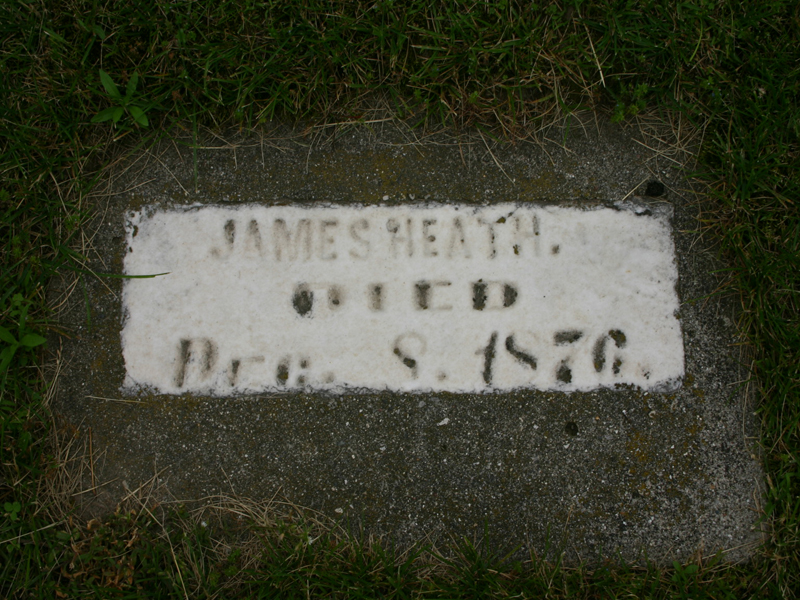 JAMES HEATH.
DIED
Dec. 8. 1876.